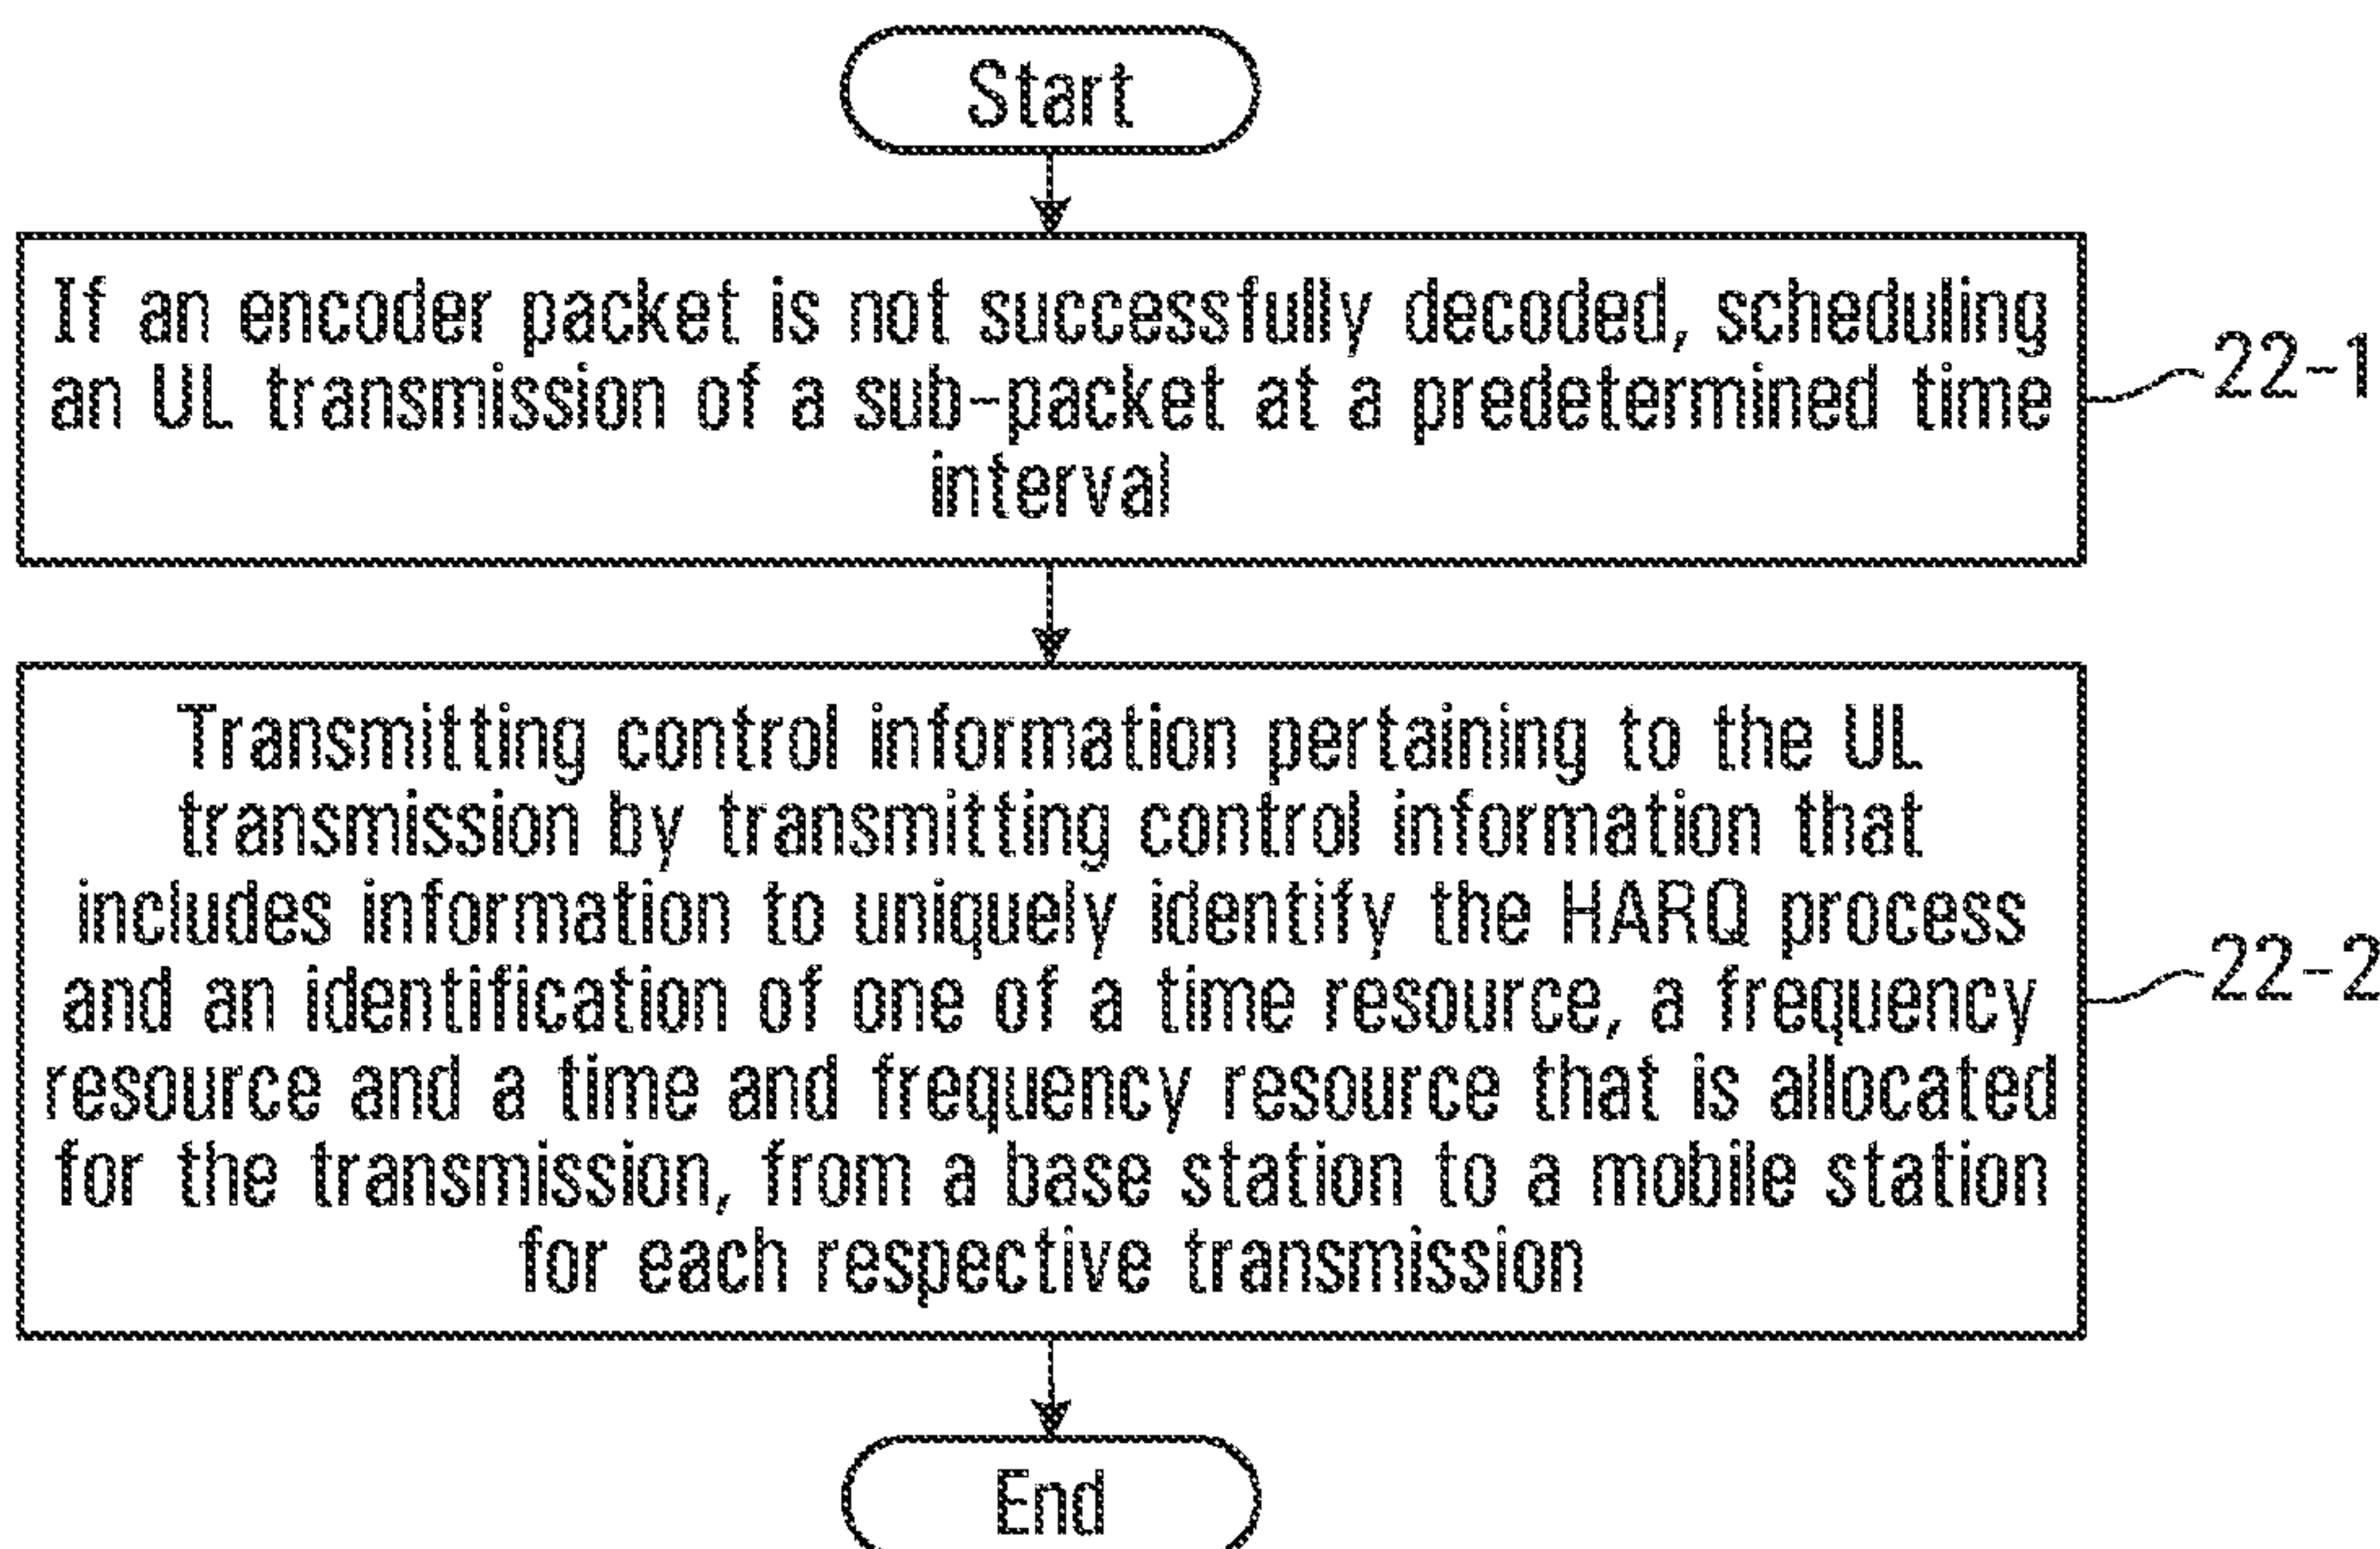 Start
If an encoder packet is not successfully decoded, scheduling
an UL transmission of a sub-packet at a predetermined time
interval
22-1
Transmitting control information pertaining to the UL
transmission by transmitting control information that
includes information to uniquely identify the HARQ process
and an identification of one of a time resource, a frequency
resource and a time and frequency resource that is allocated
for the transmission, from a base station to a mobile station
for each respective transmission
22-2
End